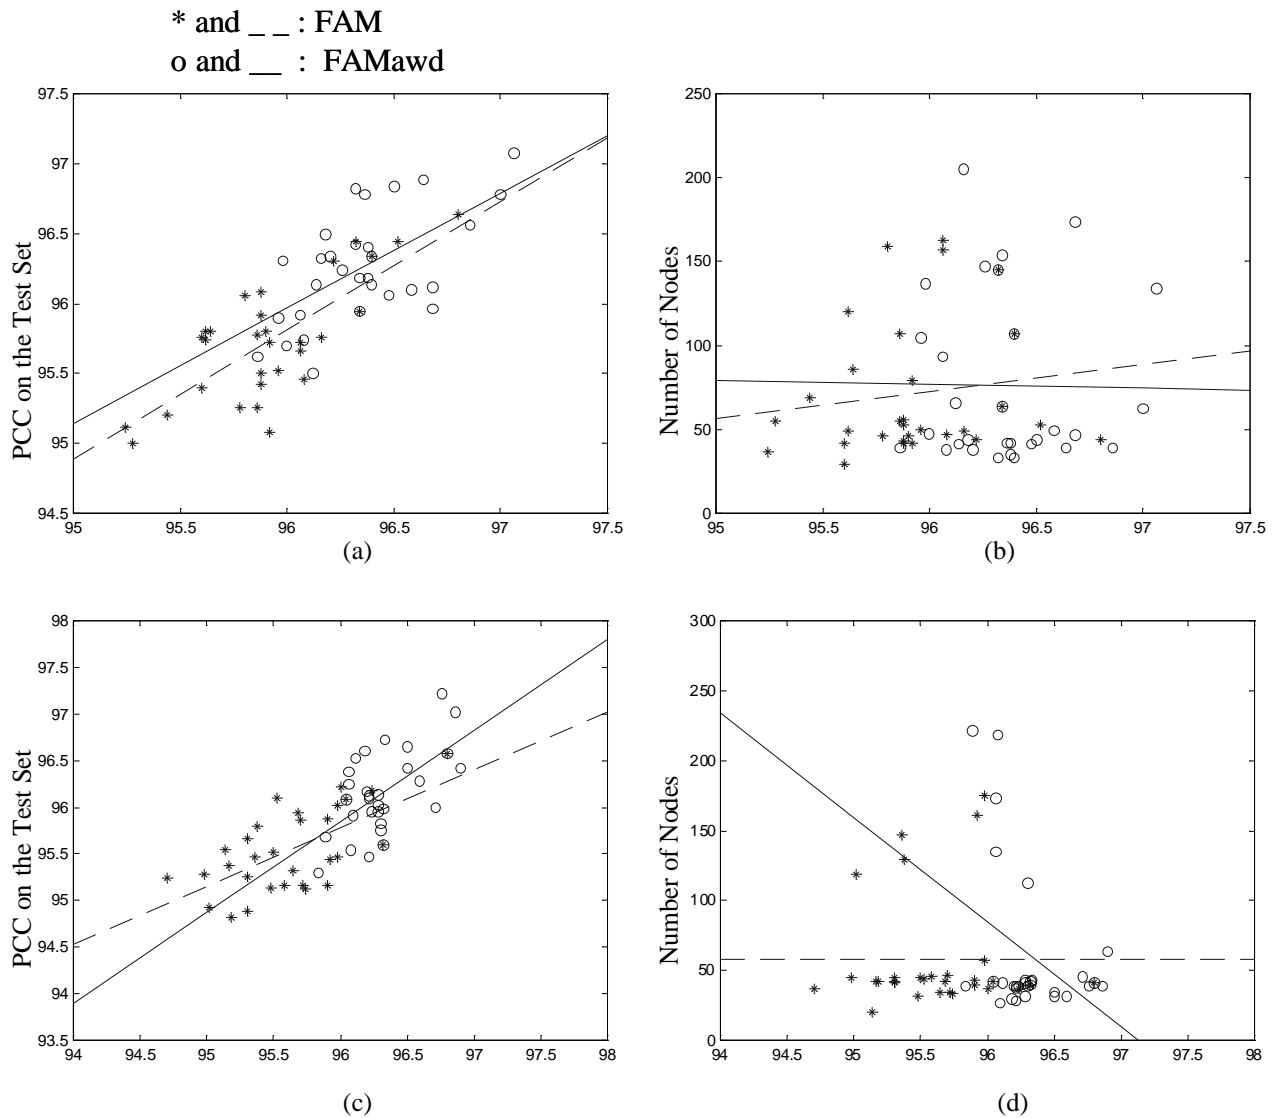 * and _ _ : FAM
o and __ : FAMawd
97.5
97
96.5
96
95.5
95
94.5
PCC on the Test Set
95 95.5 96 96.5 97 97.5
(a)
250
200
150
100
50
0
Number of Nodes
95 95.5 96 96.5 97 97.5
(b)
98
97.5
97
96.5
96
95.5
95
94.5
94
93.5
PCC on the Test Set
94 94.5 95 95.5 96 96.5 97 97.5 98
(c)
300
250
200
150
100
50
0
Number of Nodes
94 94.5 95 95.5 96 96.5 97 97.5 98
(d)